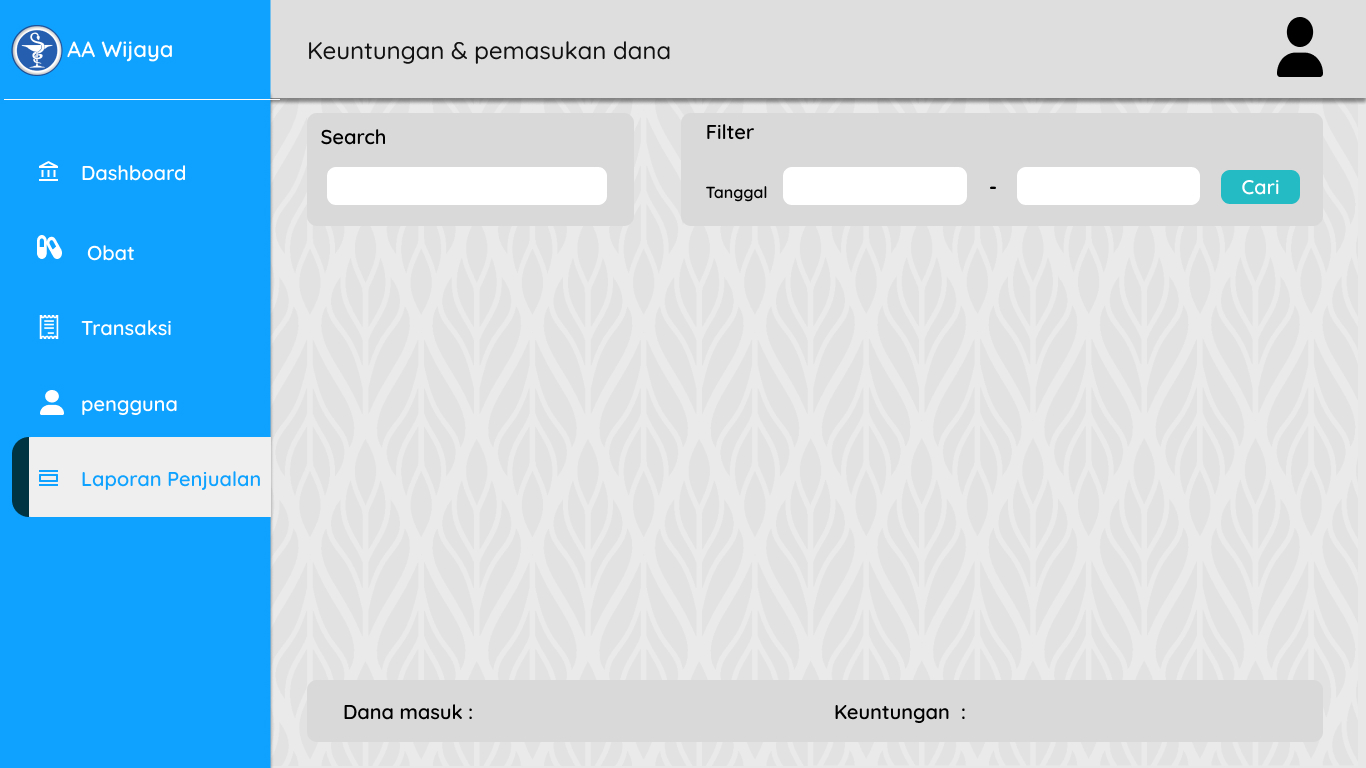 AA Wijaya
Keuntungan & pemasukan dana
Dashboard
Obat
Transaksi
pengguna
Laporan Penjualan
Search
Filter
Tanggal - Cari
Dana masuk : Keuntungan :